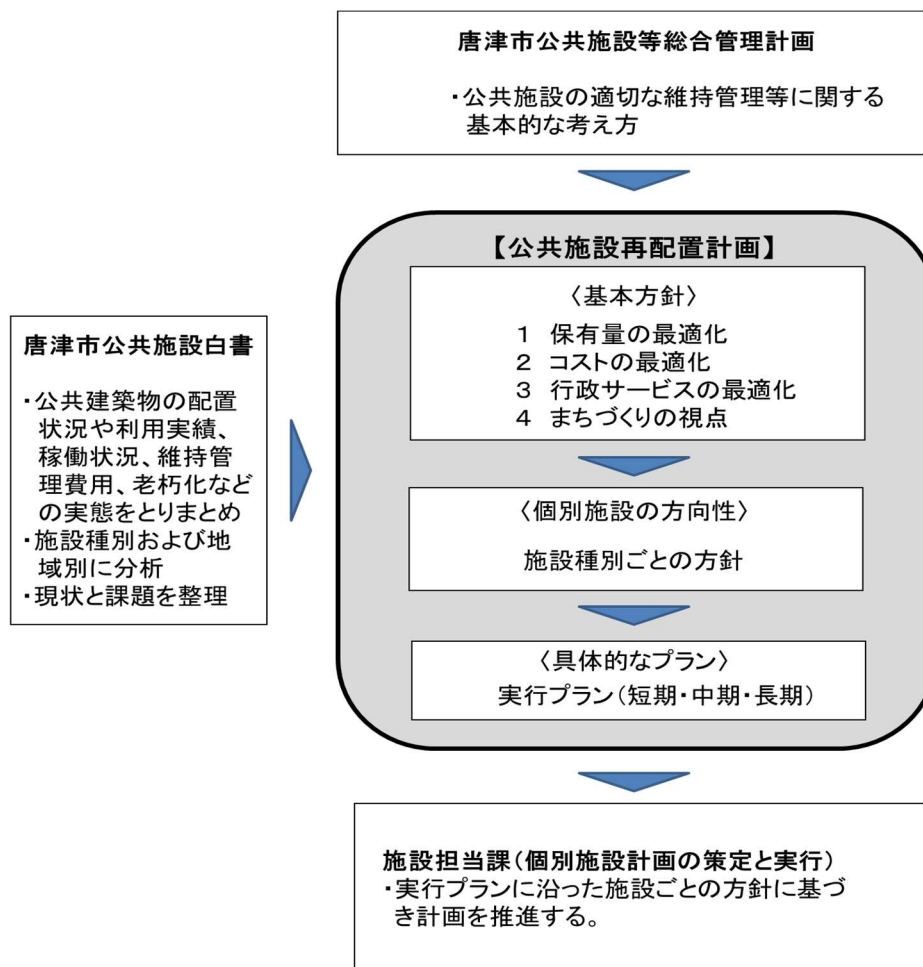 唐津市公共施設等総合管理計画
・公共施設の適切な維持管理等に関する
基本的な考え方
唐津市公共施設白書
・公共建築物の配置
状況や利用実績、
稼働状況、維持管
理費用、老朽化など
の実態をとりまとめ
・施設種別および地
域別に分析
・現状と課題を整理
【公共施設再配置計画】
〈基本方針〉
1 保有量の最適化
2 コストの最適化
3 行政サービスの最適化
4 まちづくりの視点
〈個別施設の方向性〉
施設種別ごとの方針
〈具体的なプラン〉
実行プラン(短期・中期・長期)
施設担当課(個別施設計画の策定と実行)
・実行プランに沿った施設ごとの方針に基づ
き計画を推進する。